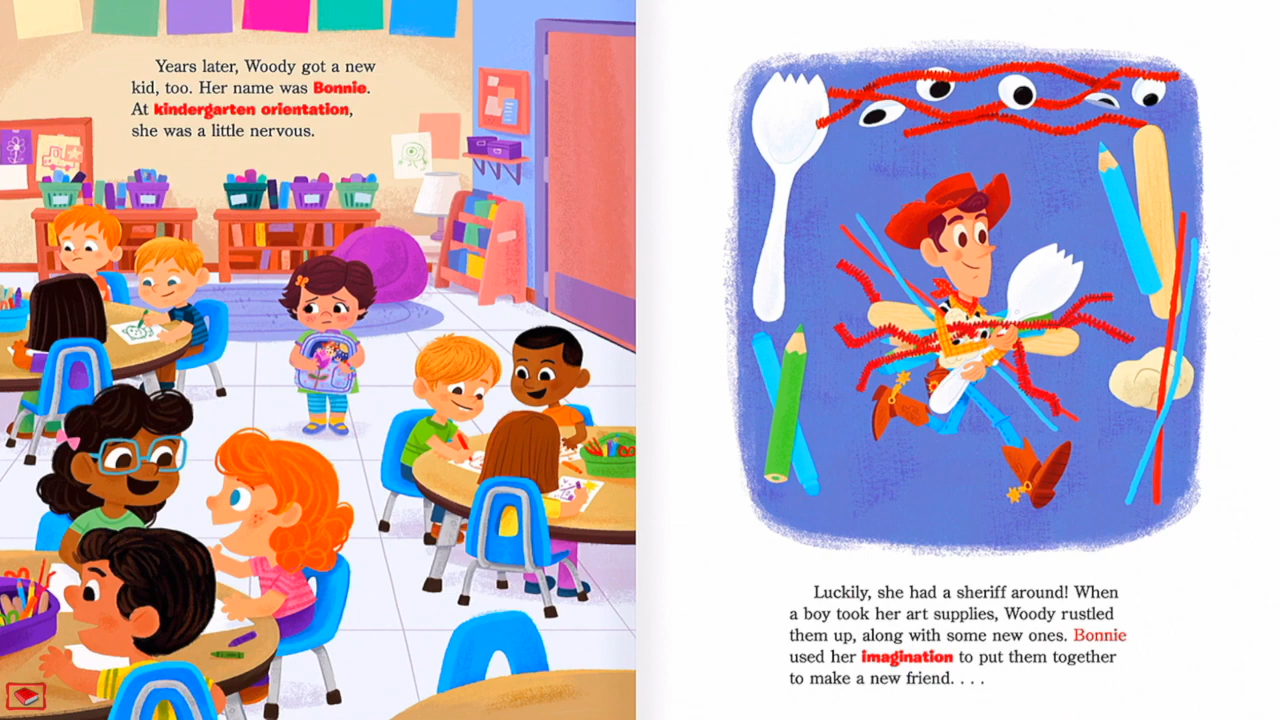 Years later, Woody got a new
kid, too. Her name was Bonnie.
At kindergarten orientation,
she was a little nervous.
Luckily, she had a sheriff around! When
a boy took her art supplies, Woody rustled
them up, along with some new ones. Bonnie
used her imagination to put them together
to make a new friend. . . .